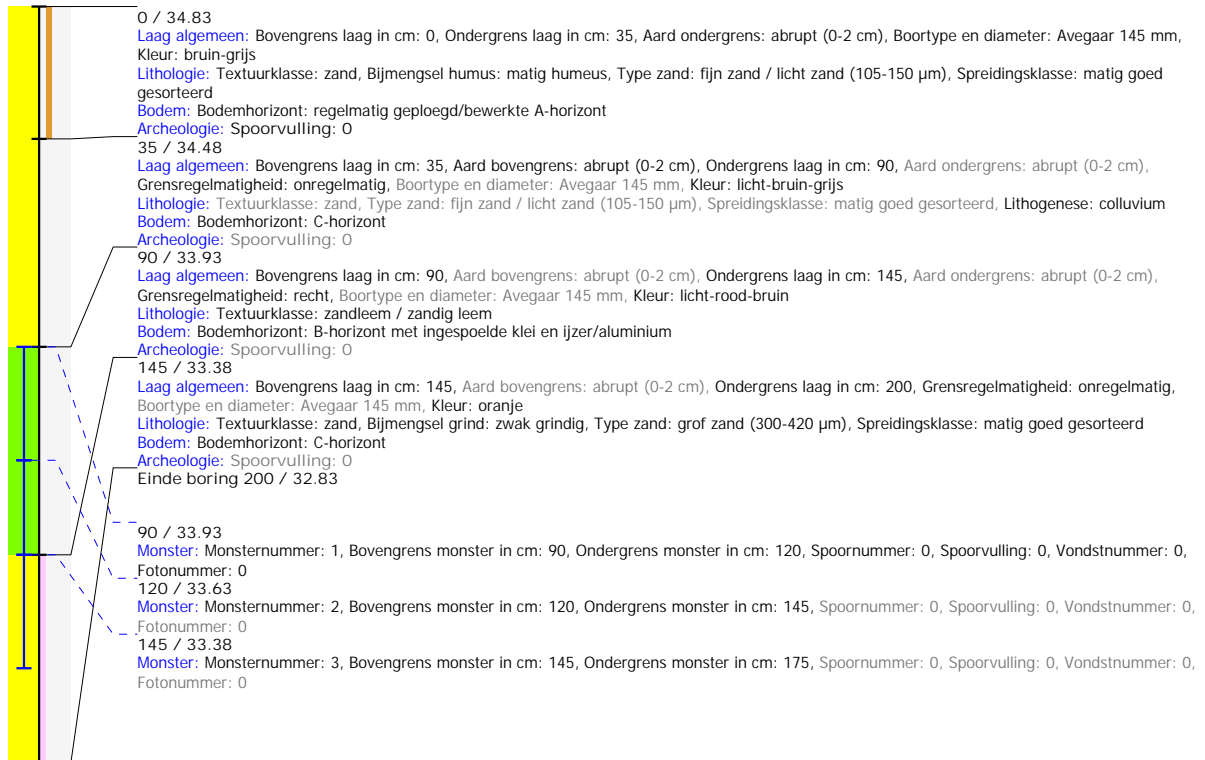 0 / 34.83
Laag algemeen: Bovengrens laag in cm: 0, Ondergrens laag in cm: 35, Aard ondergrens: abrupt (0-2 cm), Boortype en diameter: Avegaar 145 mm,
Kleur: bruin-grijs
Lithologie: Textuurklasse: zand, Bijmengsel humus: matig humeus, Type zand: fijn zand / licht zand (105-150 µm), Spreidingsklasse: matig goed
gesorteerd
Bodem: Bodemhorizont: regelmatig geploegd/bewerkte A-horizont
Archeologie: Spoorvulling: 0
35 / 34.48
Laag algemeen: Bovengrens laag in cm: 35, Aard bovengrens: abrupt (0-2 cm), Ondergrens laag in cm: 90, Aard ondergrens: abrupt (0-2 cm),
Grensregelmatigheid: onregelmatig, Boortype en diameter: Avegaar 145 mm, Kleur: licht-bruin-grijs
Lithologie: Textuurklasse: zand, Type zand: fijn zand / licht zand (105-150 µm), Spreidingsklasse: matig goed gesorteerd, Lithogenese: colluvium
Bodem: Bodemhorizont: C-horizont
Archeologie: Spoorvulling: 0
90 / 33.93
Laag algemeen: Bovengrens laag in cm: 90, Aard bovengrens: abrupt (0-2 cm), Ondergrens laag in cm: 145, Aard ondergrens: abrupt (0-2 cm),
Grensregelmatigheid: recht, Boortype en diameter: Avegaar 145 mm, Kleur: licht-rood-bruin
Lithologie: Textuurklasse: zandleem / zandig leem
Bodem: Bodemhorizont: B-horizont met ingespoelde klei en ijzer/aluminium
Archeologie: Spoorvulling: 0
145 / 33.38
Laag algemeen: Bovengrens laag in cm: 145, Aard bovengrens: abrupt (0-2 cm), Ondergrens laag in cm: 200, Grensregelmatigheid: onregelmatig,
Boortype en diameter: Avegaar 145 mm, Kleur: oranje
Lithologie: Textuurklasse: zand, Bijmengsel grind: zwak grindig, Type zand: grof zand (300-420 µm), Spreidingsklasse: matig goed gesorteerd
Bodem: Bodemhorizont: C-horizont
Archeologie: Spoorvulling: 0
Einde boring 200 / 32.83
90 / 33.93
Monster: Monsternummer: 1, Bovengrens monster in cm: 90, Ondergrens monster in cm: 120, Spoornummer: 0, Spoorvulling: 0, Vondstnummer: 0,
Fotonummer: 0
120 / 33.63
Monster: Monsternummer: 2, Bovengrens monster in cm: 120, Ondergrens monster in cm: 145, Spoornummer: 0, Spoorvulling: 0, Vondstnummer: 0,
Fotonummer: 0
145 / 33.38
Monster: Monsternummer: 3, Bovengrens monster in cm: 145, Ondergrens monster in cm: 175, Spoornummer: 0, Spoorvulling: 0, Vondstnummer: 0,
Fotonummer: 0